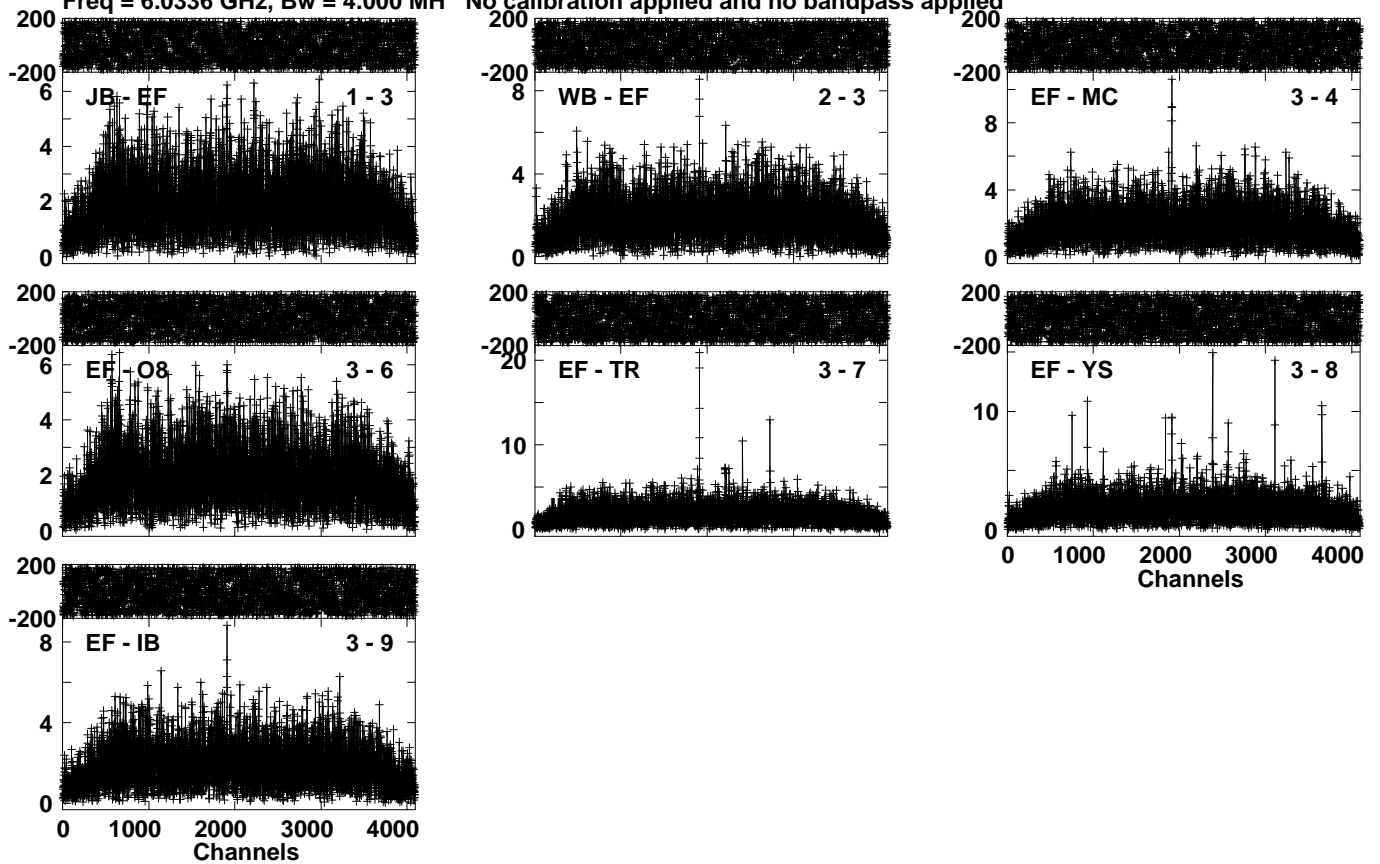 Freq = 6.0336 GHz, Bw = 4.000 MH No calibration applied and no bandpass applied
200 200 200
-200 -200 -200
JB - EF 1 - 3 WB - EF 2 - 3 EF - MC 3 - 4
6 8 8
4 4 4
2
0 0 0
200 200 200
-200 -200 -200
EF - O8 3 - 6 EF - TR 3 - 7 EF - YS 3 - 8
6 20 10
4 10
2
0 0 0
0 1000 2000 3000 4000
Channels
200
-200
EF - IB 3 - 9
8
4
0
0 1000 2000 3000 4000
Channels